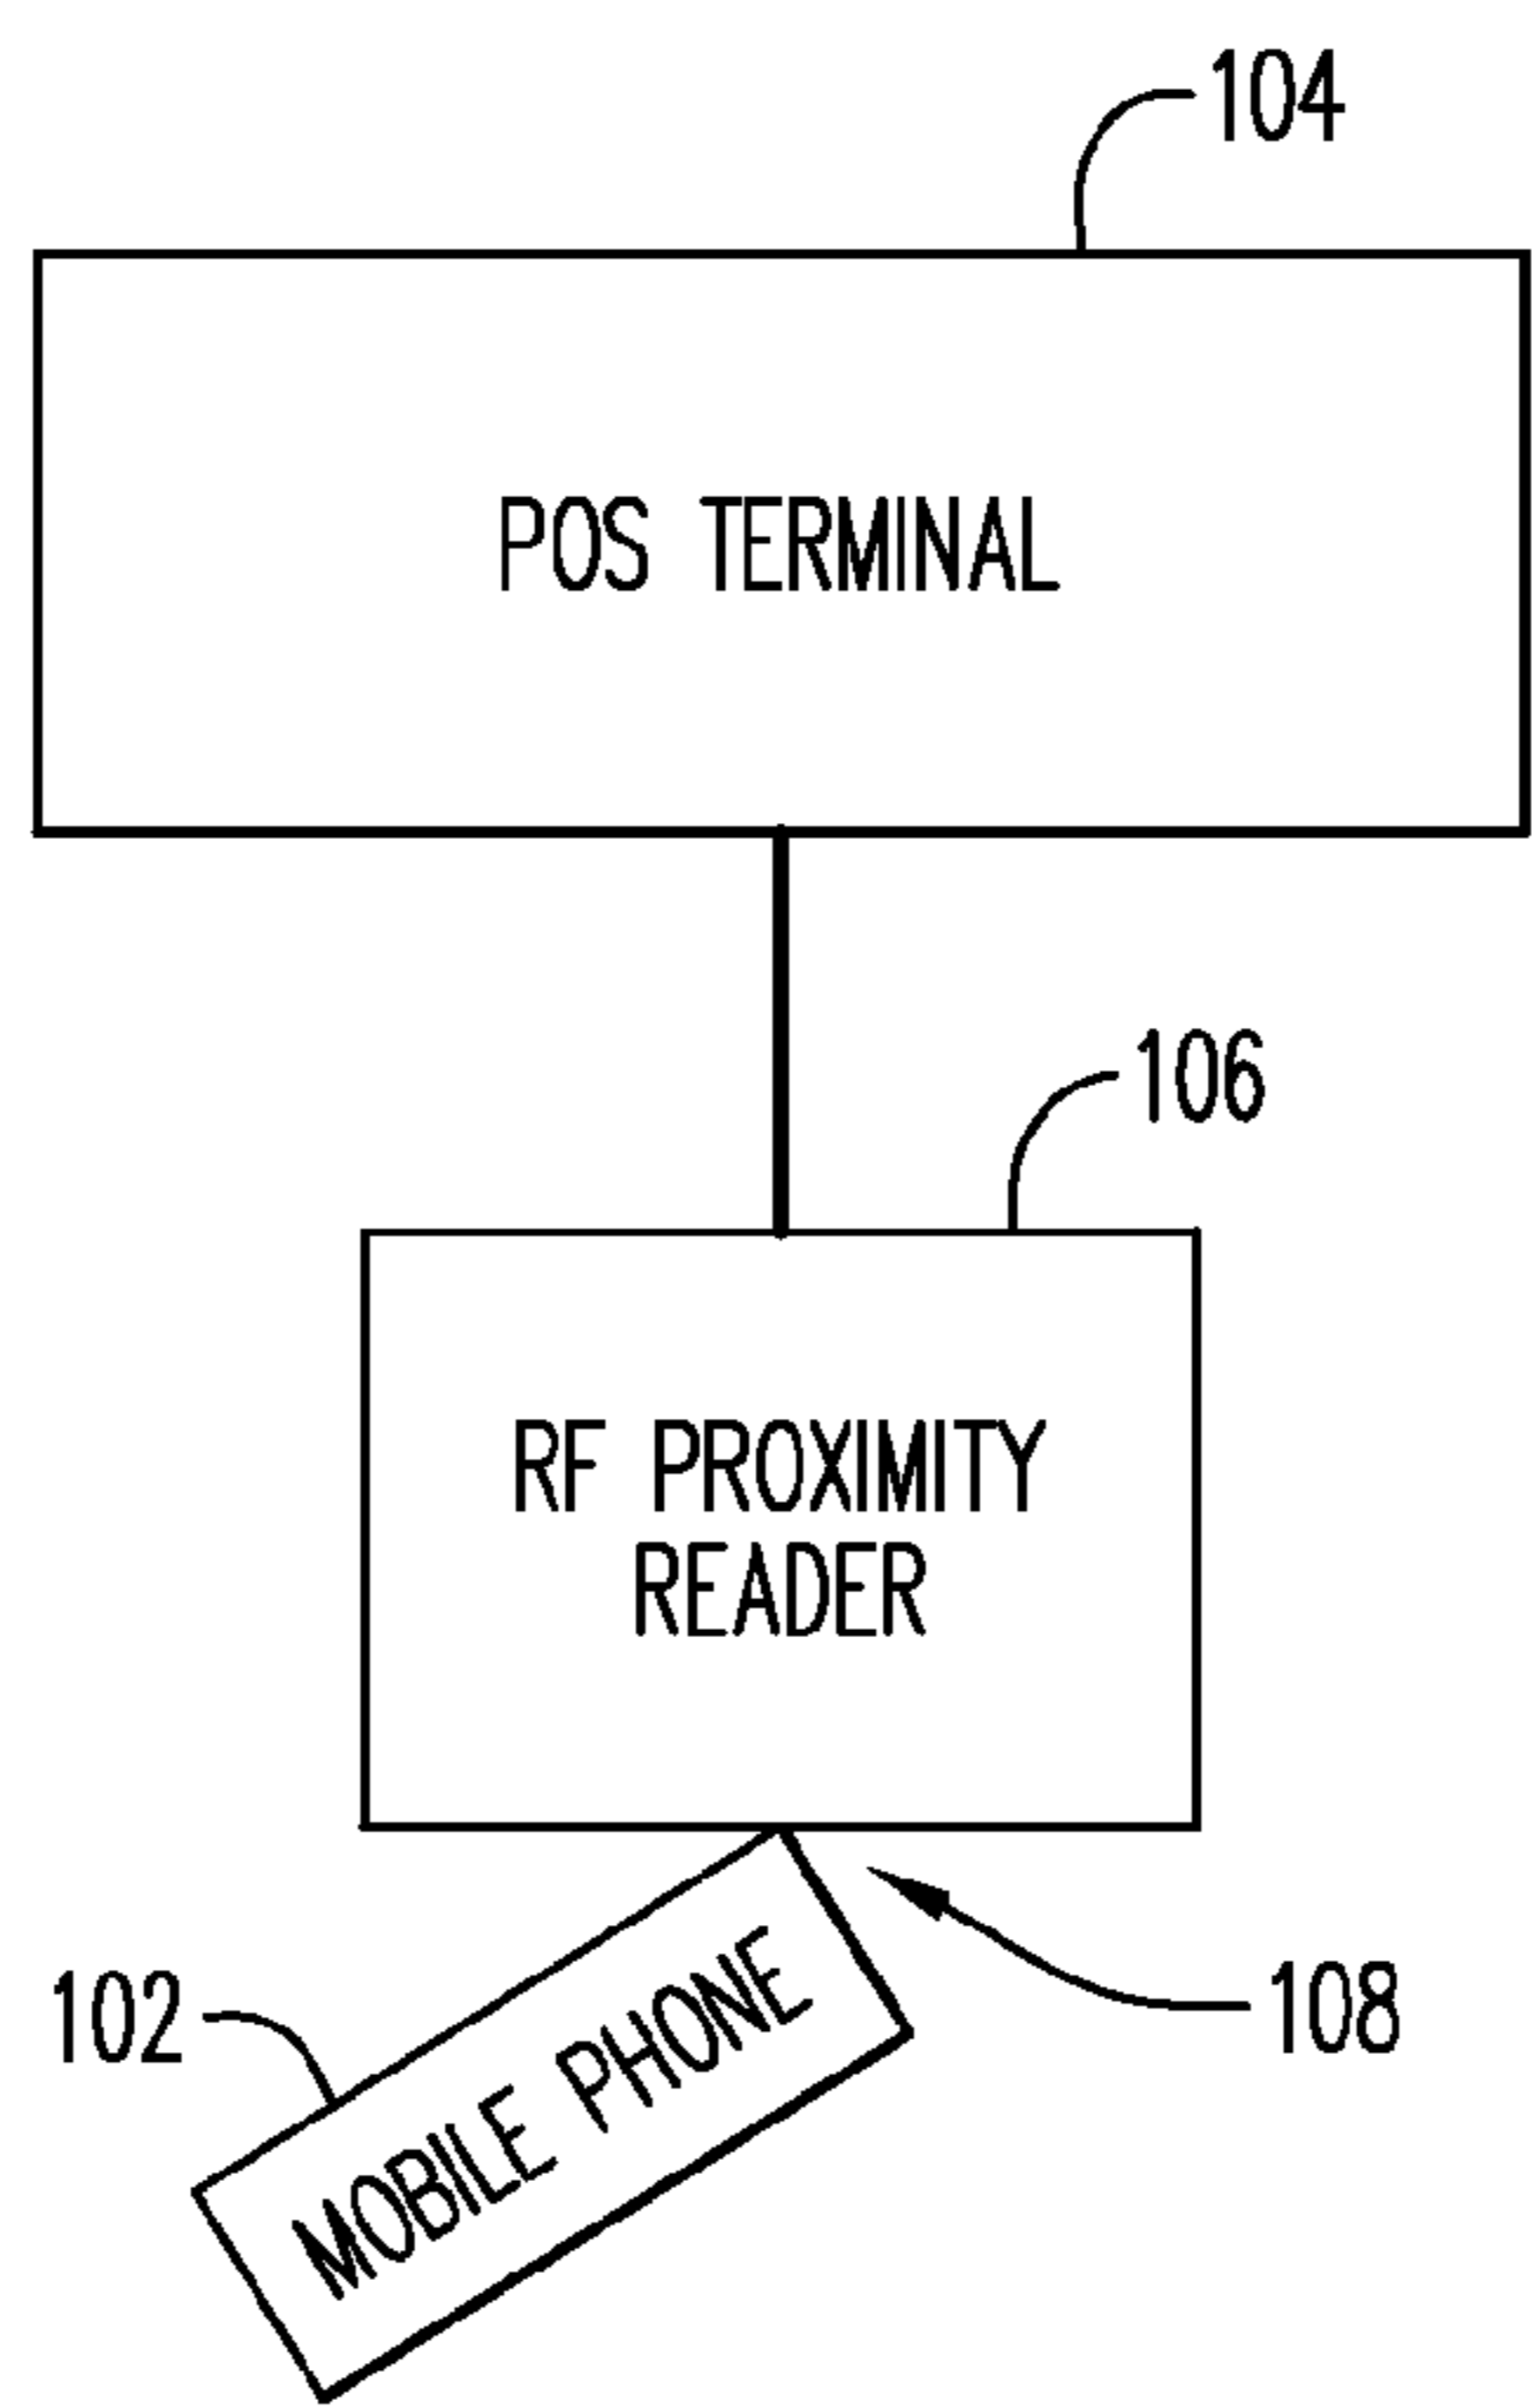 104
POS TERMINAL
106
RF PROXIMITY
READER
102
MOBILE PHONE
108